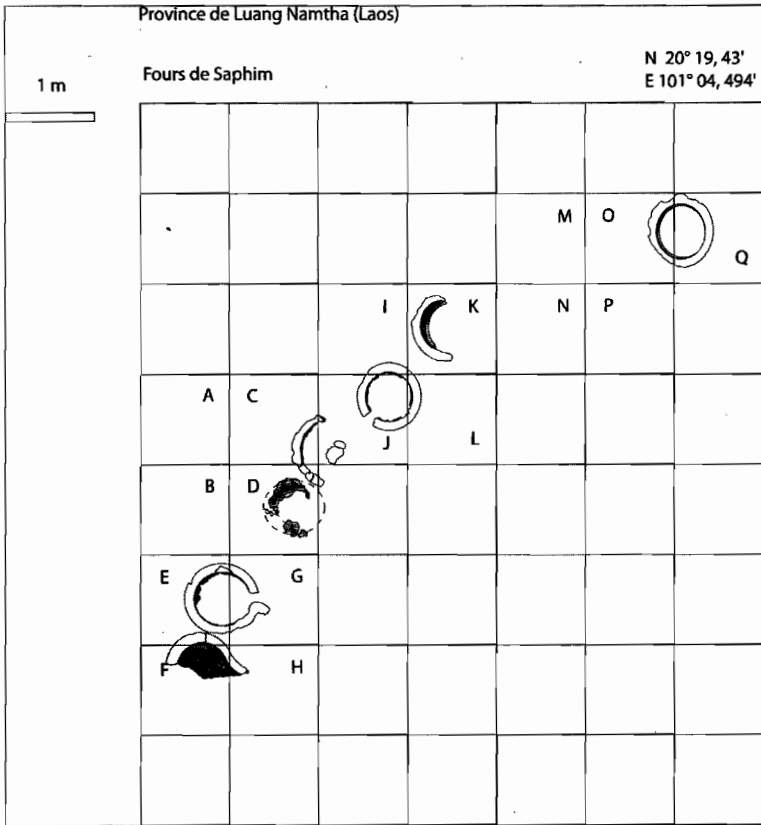 Province de Luang Namtha (Laos)
N 20° 19, 43'
1 m
Fours de Saphim
E 101° 04, 494'
M O
Q
I K N P
A C
J L
B D
E G
F H